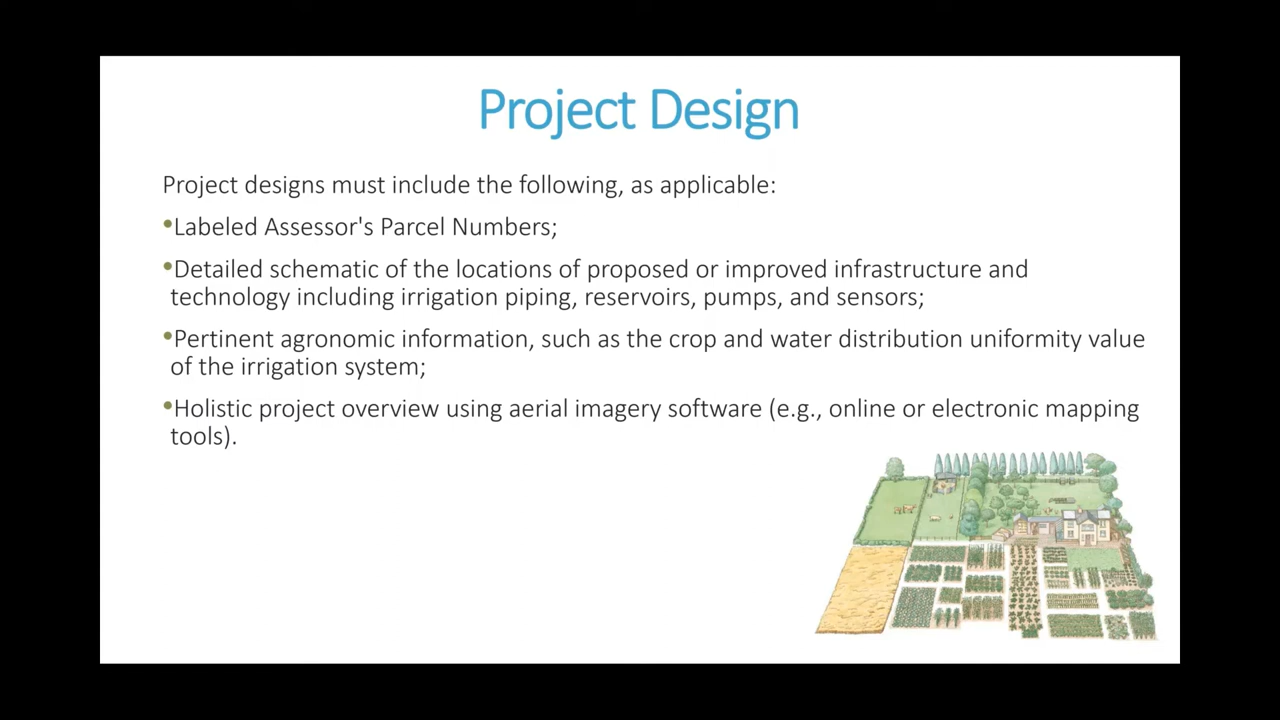 Project Design
Project designs must include the following, as applicable:
•Labeled Assessor's Parcel Numbers;
•Detailed schematic of the locations of proposed or improved infrastructure and
technology including irrigation piping, reservoirs, pumps, and sensors;
•Pertinent agronomic information, such as the crop and water distribution uniformity value
of the irrigation system;
•Holistic project overview using aerial imagery software (e.g., online or electronic mapping
tools).